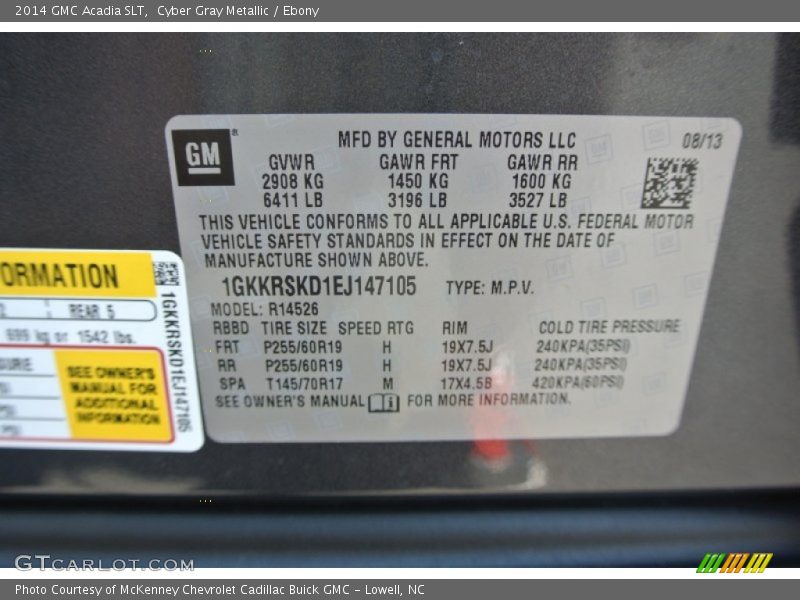 2014 GMC Acadia SLT, Cyber Gray Metallic / Ebony
GM®
MFD BY GENERAL MOTORS LLC 08/13
GVWR GAWR FRT GAWR RR
2908 KG 1450 KG 1600 KG
6411 LB 3196 LB 3527 LB
THIS VEHICLE CONFORMS TO ALL APPLICABLE U.S. FEDERAL MOTOR
VEHICLE SAFETY STANDARDS IN EFFECT ON THE DATE OF
MANUFACTURE SHOWN ABOVE.
1GKKRSKD1EJ147105 TYPE: M.P.V.
MODEL: R14526
RBBD TIRE SIZE SPEED RTG RIM COLD TIRE PRESSURE
FRT P255/60R19 H 19X7.5J 240KPA(35PSI)
RR P255/60R19 H 19X7.5J 240KPA(35PSI)
SPA T145/70R17 M 17X4.5B 420KPA(60PSI)
SEE OWNER'S MANUAL i FOR MORE INFORMATION.
ORMATION
2 REAR 5
699 kg or 1542 lbs.
SURE
SEE OWNER'S
MANUAL FOR
ADDITIONAL
INFORMATION
1GKKRSKD1EJ147105
GTCARLOT.COM
Photo Courtesy of McKenney Chevrolet Cadillac Buick GMC – Lowell, NC